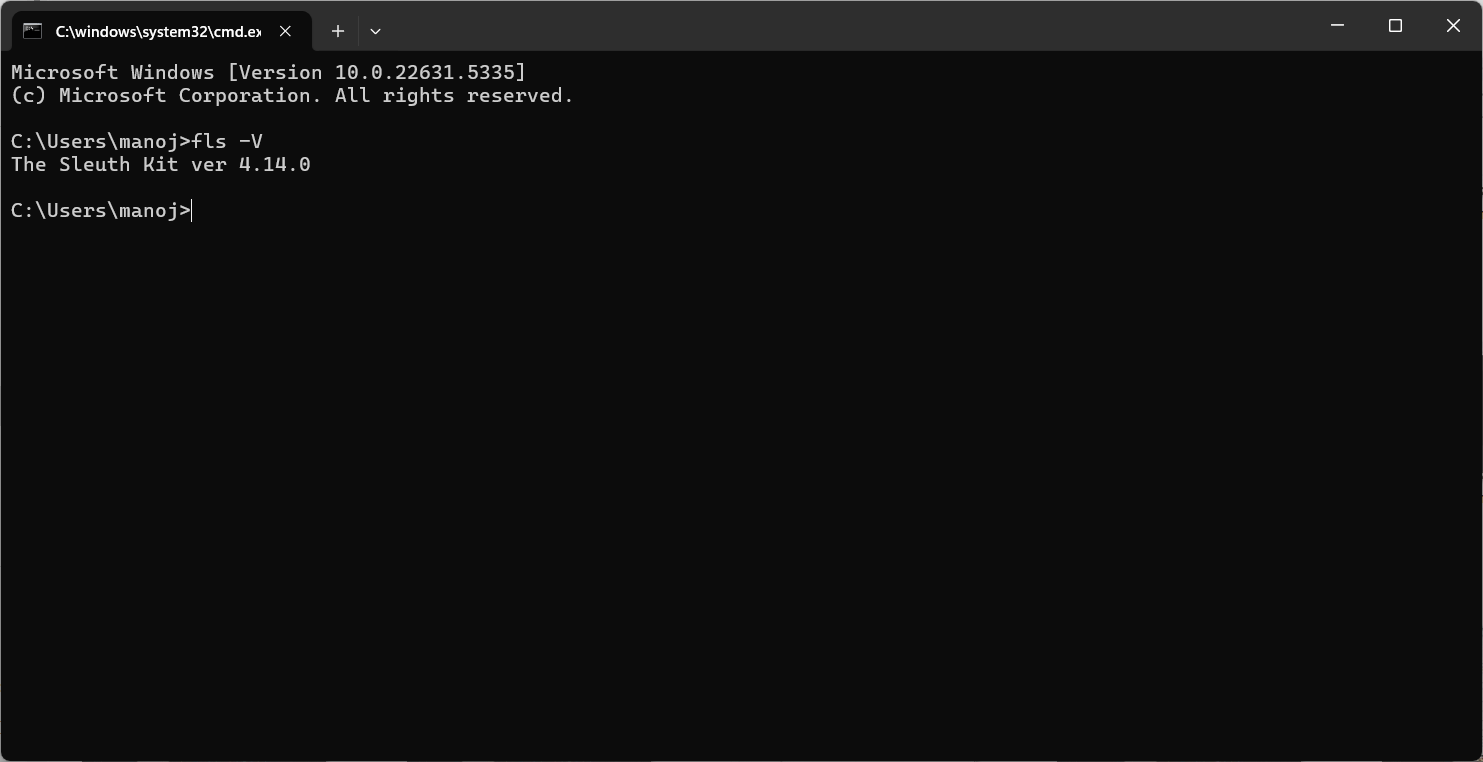 C:\windows\system32\cmd.ex
Microsoft Windows [Version 10.0.22631.5335]
(c) Microsoft Corporation. All rights reserved.
C:\Users\manoj>fls -V
The Sleuth Kit ver 4.14.0
C:\Users\manoj>